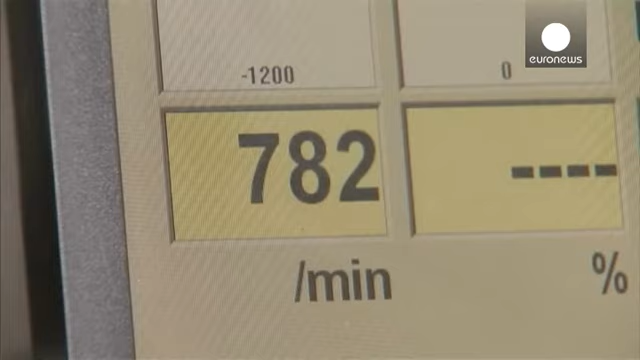 euronews
-1200
0
782
----
/min
%